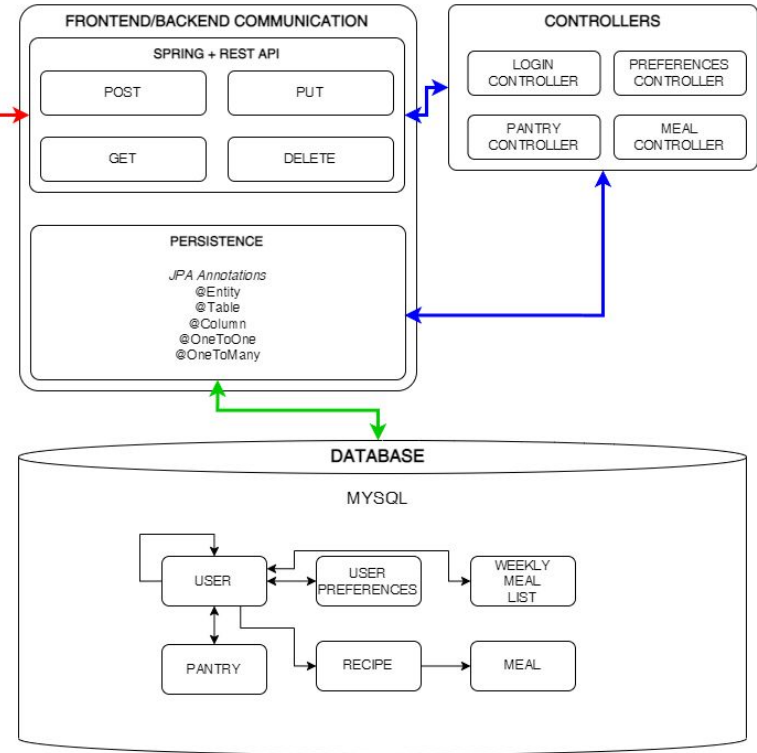 FRONTEND/BACKEND COMMUNICATION
SPRING + REST API
POST
PUT
GET
DELETE
PERSISTENCE
JPA Annotations
@Entity
@Table
@Column
@OneToOne
@OneToMany
CONTROLLERS
LOGIN
CONTROLLER
PREFERENCES
CONTROLLER
PANTRY
CONTROLLER
MEAL
CONTROLLER
DATABASE
MYSQL
USER
USER
PREFERENCES
WEEKLY
MEAL
LIST
PANTRY
RECIPE
MEAL